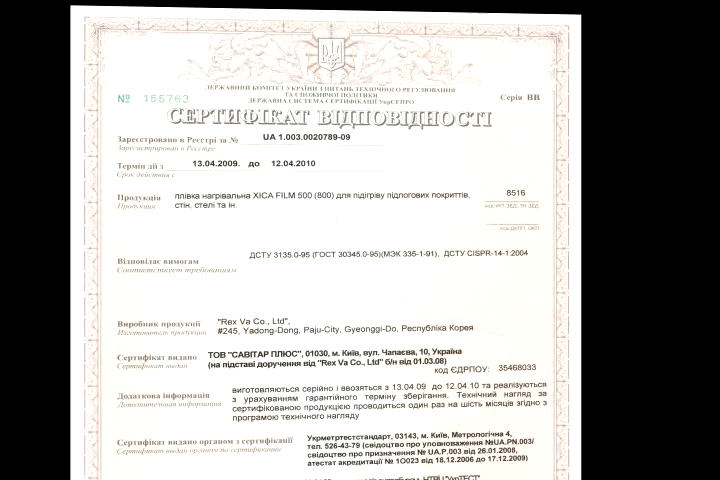 ДЕРЖАВНИЙ КОМІТЕТ УКРАЇНИ З ПИТАНЬ ТЕХНІЧНОГО РЕГУЛЮВАННЯ
ТА СПОЖИВЧОЇ ПОЛІТИКИ
ДЕРЖАВНА СИСТЕМА СЕРТИФІКАЦІЇ УкрСЕПРО
№ 155763
Серія ВВ
СЕРТИФІКАТ ВІДПОВІДНОСТІ
Зареєстровано в Реєстрі за № UA 1.003.0020789-09
Зарегистрирован в Реестре
Термін дії з 13.04.2009. до 12.04.2010
Срок действия с
Продукція плівка нагрівальна XICA FILM 500 (800) для підігріву підлогових покриттів, 8516
Продукция стін, стелі та ін.
код УКТ ЗЕД, ТН ЗЕД
код ДКПП, ОКП
ДСТУ 3135.0-95 (ГОСТ 30345.0-95)(МЭК 335-1-91), ДСТУ CISPR-14-1:2004
Відповідає вимогам
Соответствует требованиям
Виробник продукції "Rex Va Co., Ltd",
Изготовитель продукции #245, Yadong-Dong, Paju-City, Gyeonggi-Do, Республіка Корея
Сертифікат видано ТОВ "САВІТАР ПЛЮС", 01030, м. Київ, вул. Чапаєва, 10, Україна
Сертификат выдан (на підставі доручення від "Rex Va Co., Ltd" б/н від 01.03.08)
код ЄДРПОУ: 35468033
Додаткова інформація виготовляються серійно і ввозяться з 13.04.09 до 12.04.10 та реалізуються
Дополнительная информация з урахуванням гарантійного терміну зберігання. Технічний нагляд за
сертифікованою продукцією проводиться один раз на шість місяців згідно з
програмою технічного нагляду
Сертифікат видано органом з сертифікації Укрметртестстандарт, 03143, м. Київ, Метрологічна 4,
Сертификат выдан органом по сертификации тел. 526-43-79 (свідоцтво про уповноваження №UA.PN.003/
свідоцтво про призначення № UA.P.003 від 26.01.2008,
атестат акредитації № 1О023 від 18.12.2006 до 17.12.2009)